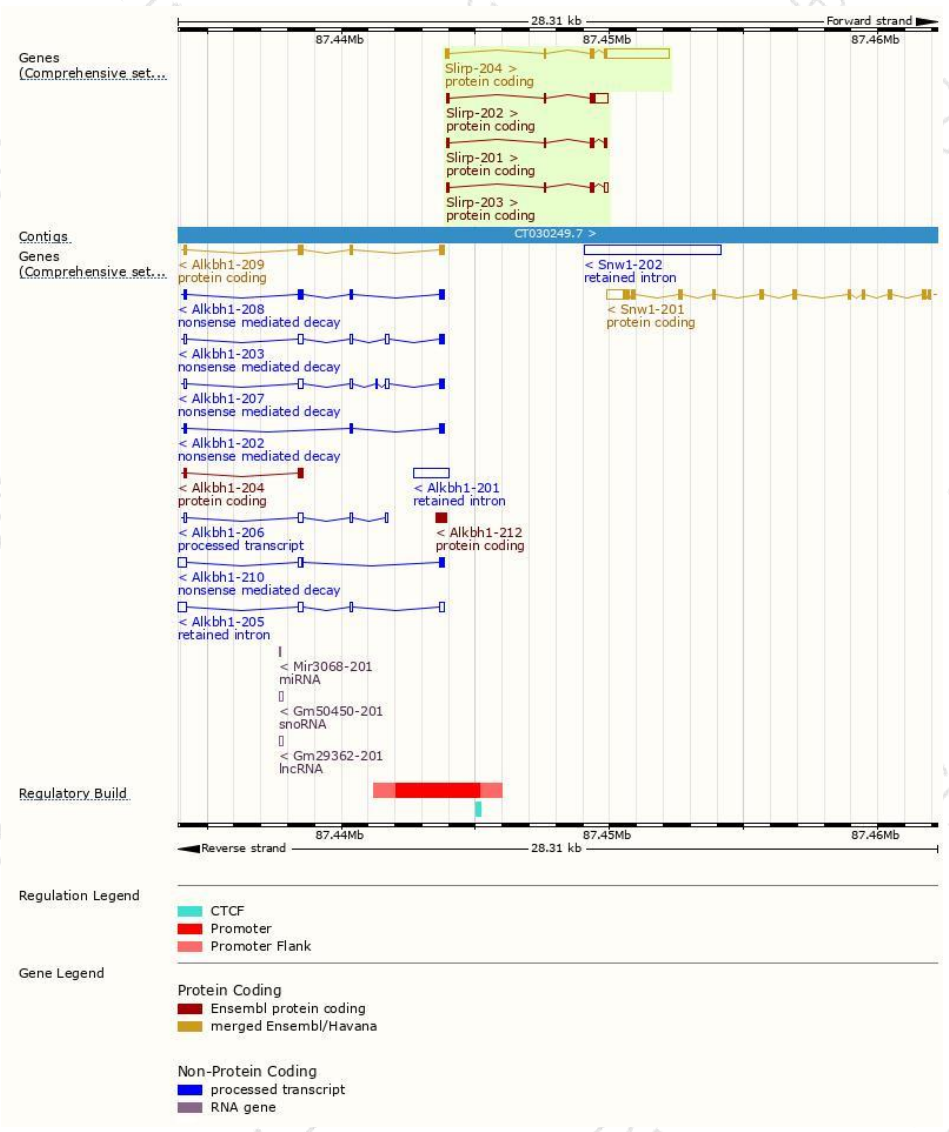 28.31 kb
Forward strand
87.44Mb
87.45Mb
87.46Mb
Genes
(Comprehensive set...
Slirp-204 >
protein coding
Slirp-202 >
protein coding
Slirp-201 >
protein coding
Slirp-203 >
protein coding
Contigs
CT030249.7 >
Genes
(Comprehensive set...
< Alkbh1-209
protein coding
< Snw1-202
retained intron
< Alkbh1-208
nonsense mediated decay
< Snw1-201
protein coding
< Alkbh1-203
nonsense mediated decay
< Alkbh1-207
nonsense mediated decay
< Alkbh1-202
nonsense mediated decay
< Alkbh1-204
protein coding
< Alkbh1-201
retained intron
< Alkbh1-206
processed transcript
< Alkbh1-212
protein coding
< Alkbh1-210
nonsense mediated decay
< Alkbh1-205
retained intron
< Mir3068-201
miRNA
< Gm50450-201
snoRNA
< Gm29362-201
lncRNA
Regulatory Build
87.44Mb
87.45Mb
87.46Mb
Reverse strand
28.31 kb
Regulation Legend
CTCF
Promoter
Promoter Flank
Gene Legend
Protein Coding
Ensembl protein coding
merged Ensembl/Havana
Non-Protein Coding
processed transcript
RNA gene